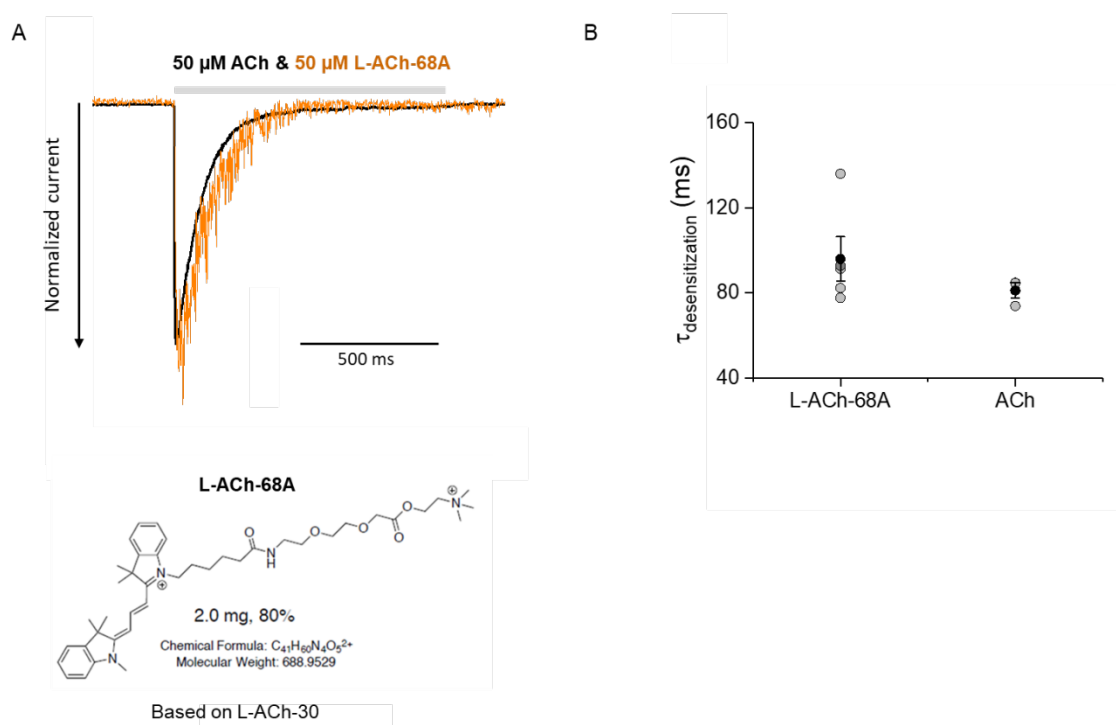 A
50 µM ACh & 50 µM L-ACh-68A
Normalized current
500 ms
L-ACh-68A
O
N
H
O
O
O
O
N
⊕
N
⊕
N
2.0 mg, 80%
Chemical Formula: C₄₁H₆₀N₄O₅²⁺
Molecular Weight: 688.9529
Based on L-ACh-30
B
τdesensitization (ms)
160
120
80
40
L-ACh-68A ACh